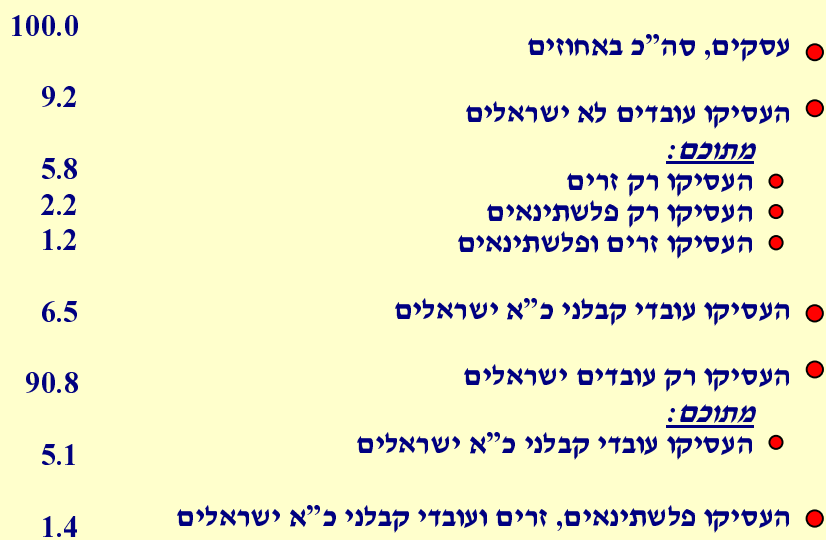 עסקים, סה"כ באחוזים 100.0
העסיקו עובדים לא ישראלים 9.2
מתוכם:
העסיקו רק זרים 5.8
העסיקו רק פלשתינאים 2.2
העסיקו זרים ופלשתינאים 1.2
העסיקו עובדי קבלני כ"א ישראלים 6.5
העסיקו רק עובדים ישראלים 90.8
מתוכם:
העסיקו עובדי קבלני כ"א ישראלים 5.1
העסיקו פלשתינאים, זרים ועובדי קבלני כ"א ישראלים 1.4